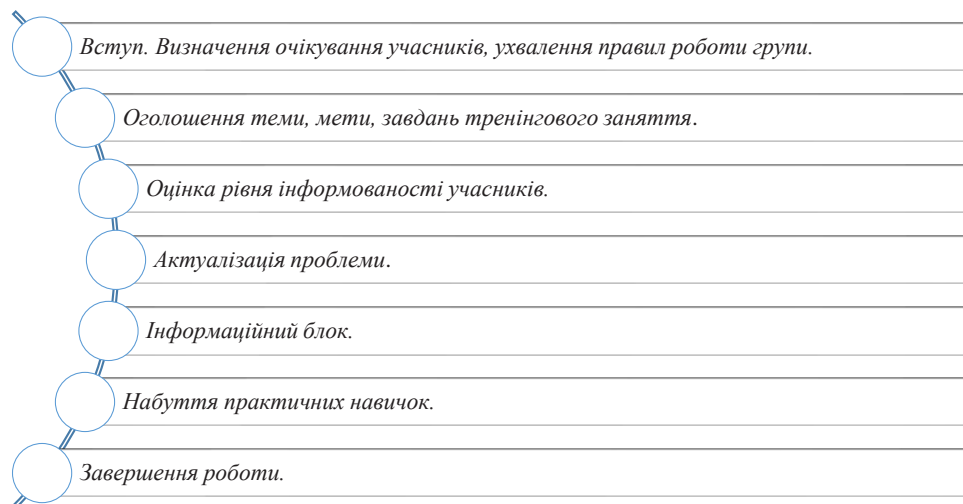 Вступ. Визначення очікування учасників, ухвалення правил роботи групи.
Оголошення теми, мети, завдань тренінгового заняття.
Оцінка рівня інформованості учасників.
Актуалізація проблеми.
Інформаційний блок.
Набуття практичних навичок.
Завершення роботи.